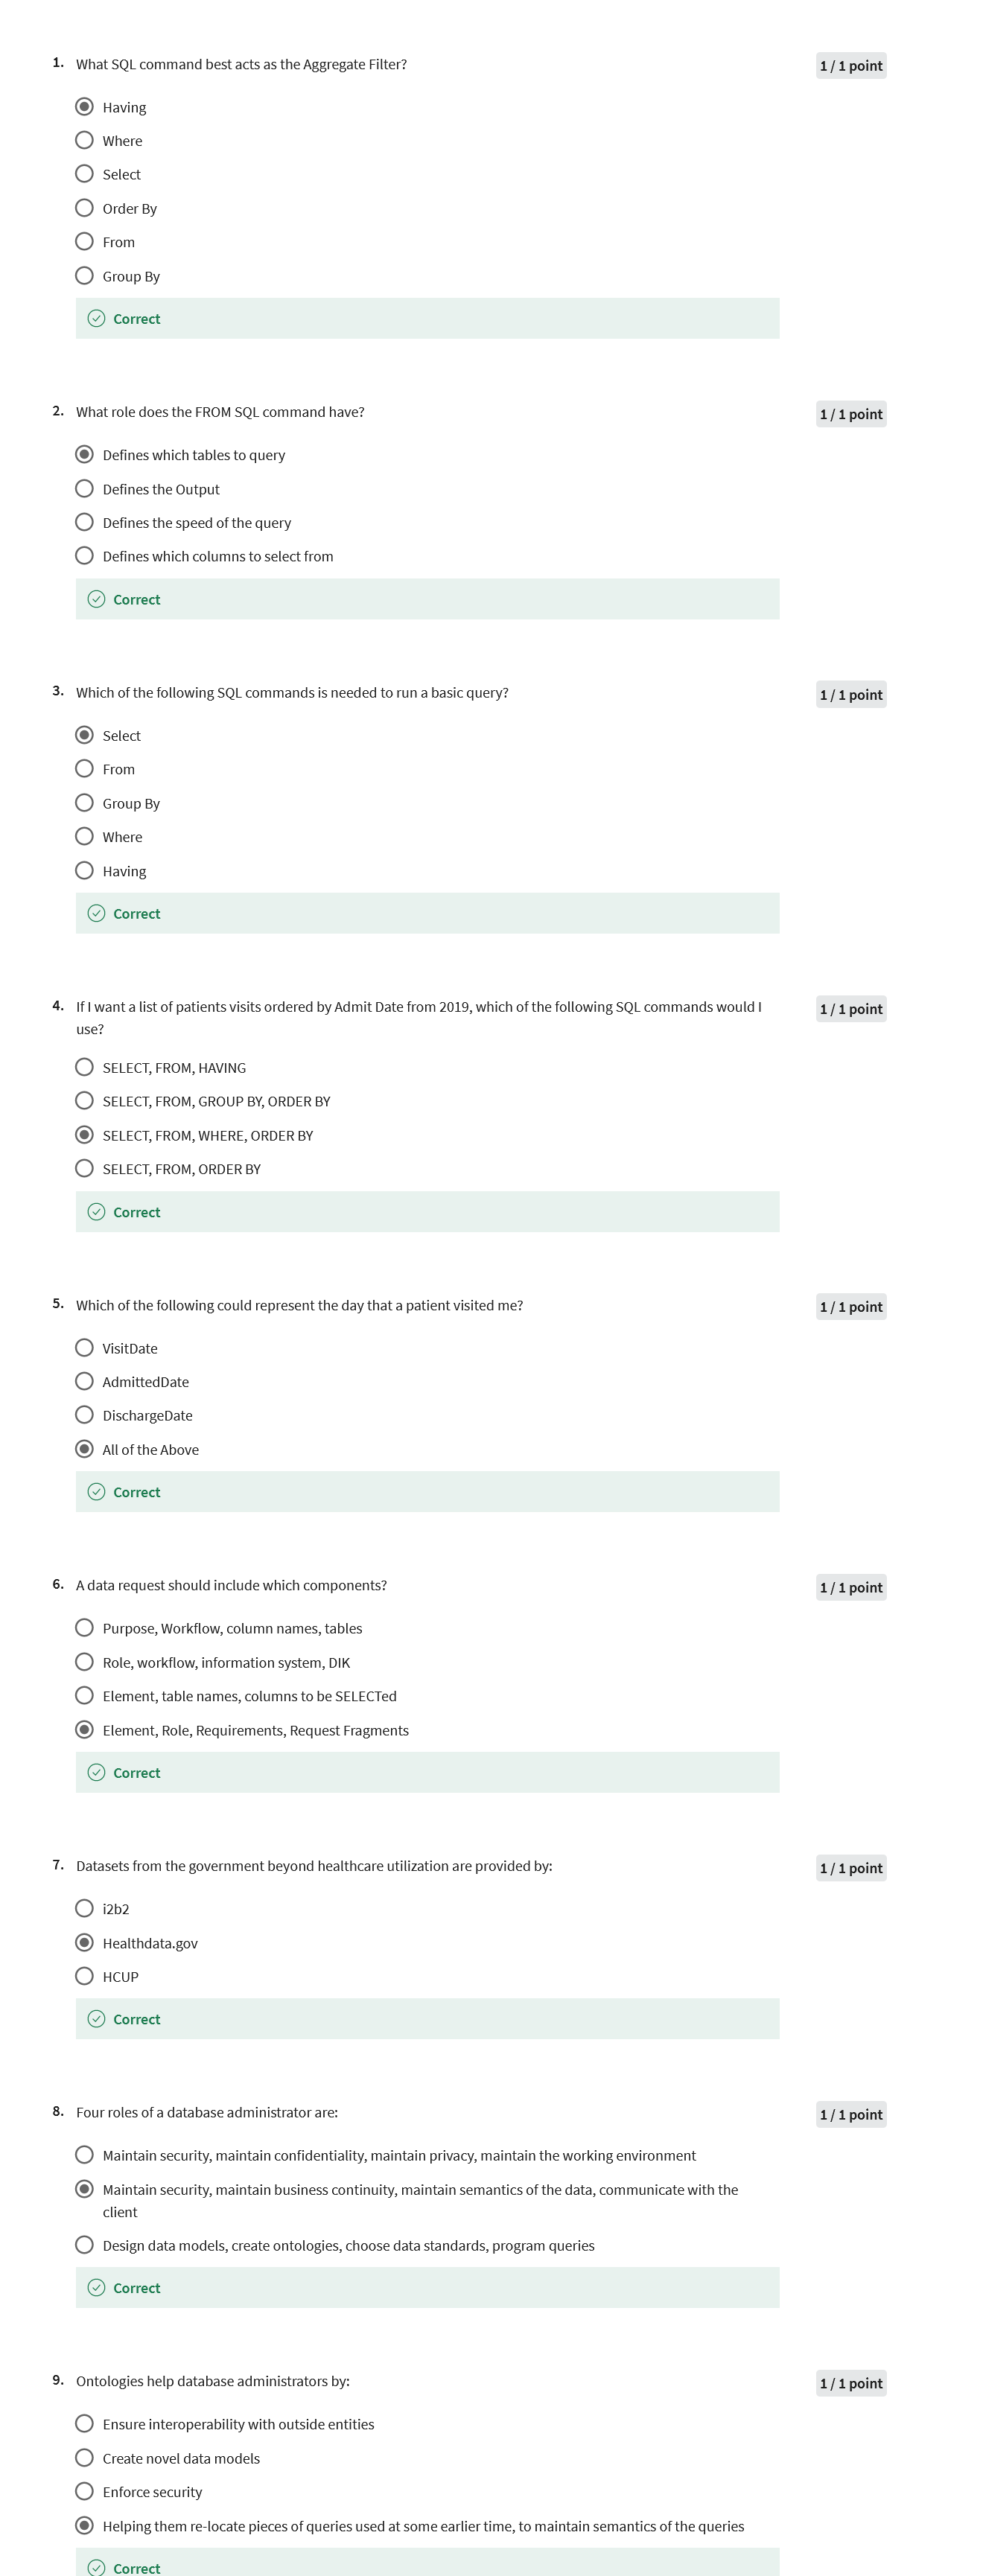 1. What SQL command best acts as the Aggregate Filter? 1 / 1 point
Having
Where
Select
Order By
From
Group By
Correct
2. What role does the FROM SQL command have? 1 / 1 point
Defines which tables to query
Defines the Output
Defines the speed of the query
Defines which columns to select from
Correct
3. Which of the following SQL commands is needed to run a basic query? 1 / 1 point
Select
From
Group By
Where
Having
Correct
4. If I want a list of patients visits ordered by Admit Date from 2019, which of the following SQL commands would I 1 / 1 point
use?
SELECT, FROM, HAVING
SELECT, FROM, GROUP BY, ORDER BY
SELECT, FROM, WHERE, ORDER BY
SELECT, FROM, ORDER BY
Correct
5. Which of the following could represent the day that a patient visited me? 1 / 1 point
VisitDate
AdmittedDate
DischargeDate
All of the Above
Correct
6. A data request should include which components? 1 / 1 point
Purpose, Workflow, column names, tables
Role, workflow, information system, DIK
Element, table names, columns to be SELECTed
Element, Role, Requirements, Request Fragments
Correct
7. Datasets from the government beyond healthcare utilization are provided by: 1 / 1 point
i2b2
Healthdata.gov
HCUP
Correct
8. Four roles of a database administrator are: 1 / 1 point
Maintain security, maintain confidentiality, maintain privacy, maintain the working environment
Maintain security, maintain business continuity, maintain semantics of the data, communicate with the
client
Design data models, create ontologies, choose data standards, program queries
Correct
9. Ontologies help database administrators by: 1 / 1 point
Ensure interoperability with outside entities
Create novel data models
Enforce security
Helping them re-locate pieces of queries used at some earlier time, to maintain semantics of the queries
Correct